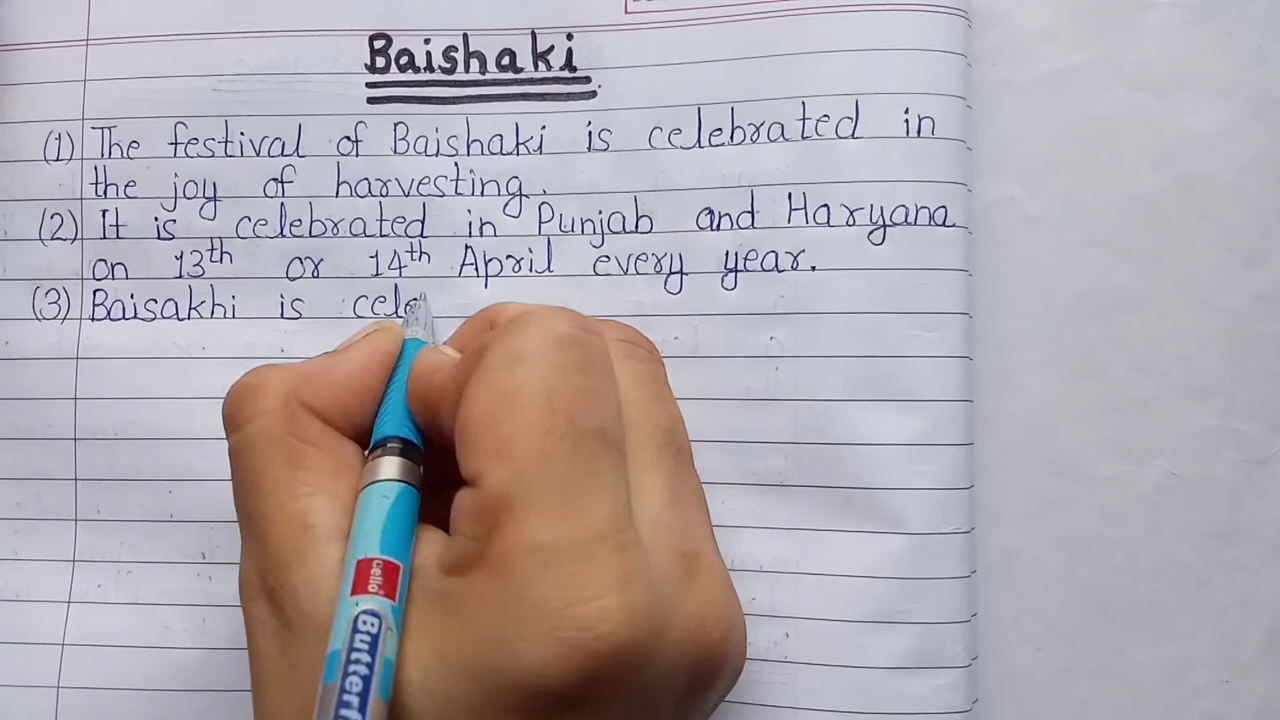 Baishaki
(1) The festival of Baishaki is celebrated in
the joy of harvesting.
(2) It is celebrated in Punjab and Haryana
on 13th or 14th April every year.
(3) Baisakhi is cele
cello
Butterf